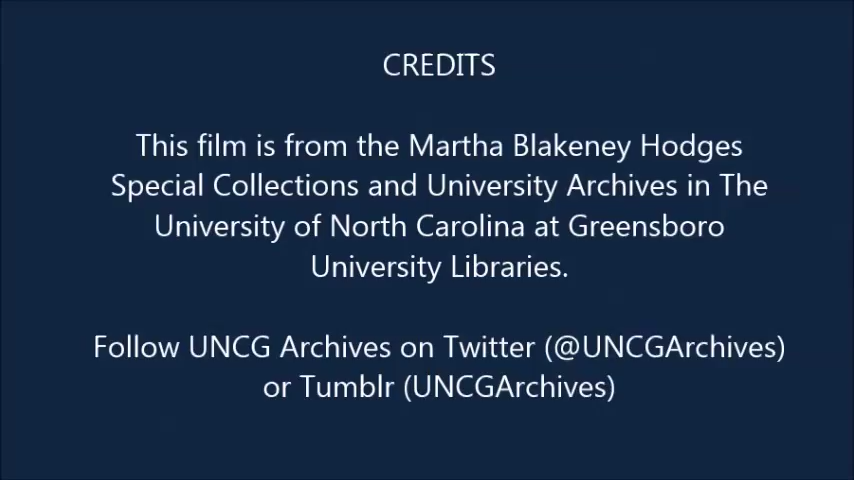 CREDITS
This film is from the Martha Blakeney Hodges
Special Collections and University Archives in The
University of North Carolina at Greensboro
University Libraries.
Follow UNCG Archives on Twitter (@UNCGArchives)
or Tumblr (UNCGArchives)